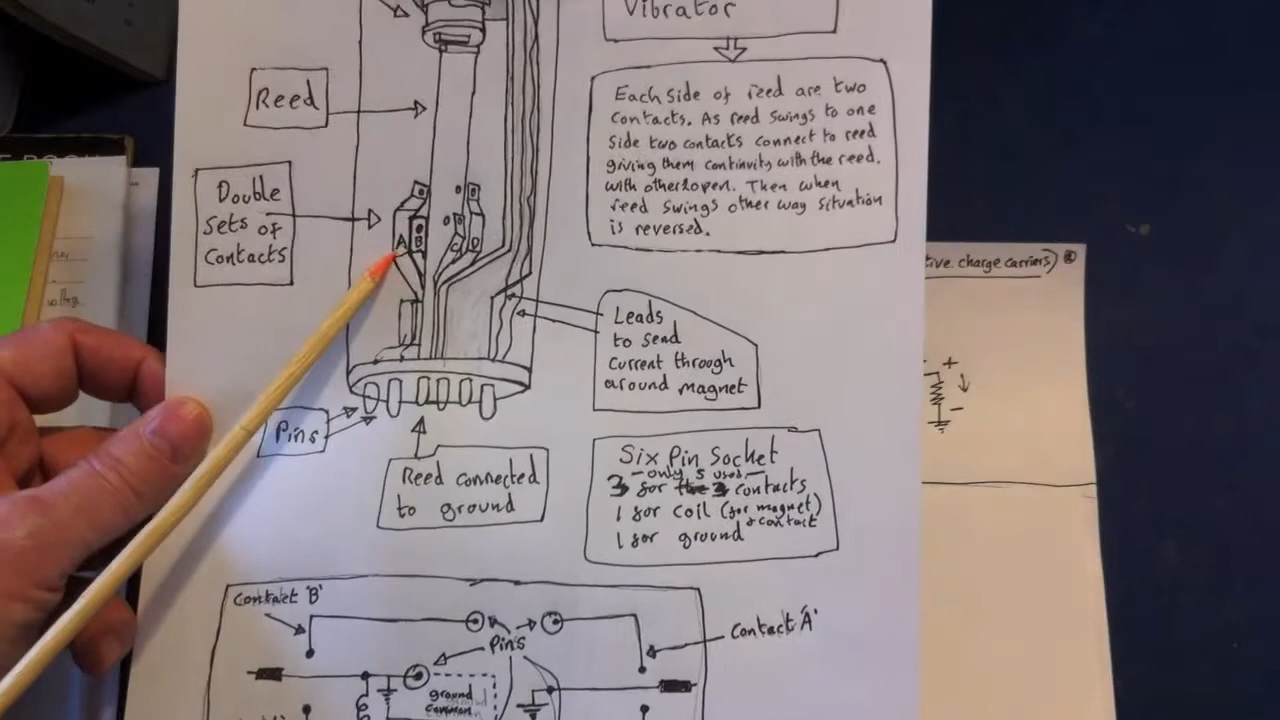 Vibrator
Each side of reed are two
contacts. As reed swings to one
side two contacts connect to reed
giving them continuity with the reed.
with other 2 open. Then when
reed swings other way situation
is reversed.
Reed
Double
Sets of
Contacts
A
B
C
D
Leads
to send
current through
around magnet
Pins
Reed connected
to ground
Six Pin Socket
- only 5 used -
3 for contacts
1 for coil (for magnet)
& contact
1 for ground
Contact 'B'
Pins
Contact 'A'
ground
common
tive charge carriers)
+
-